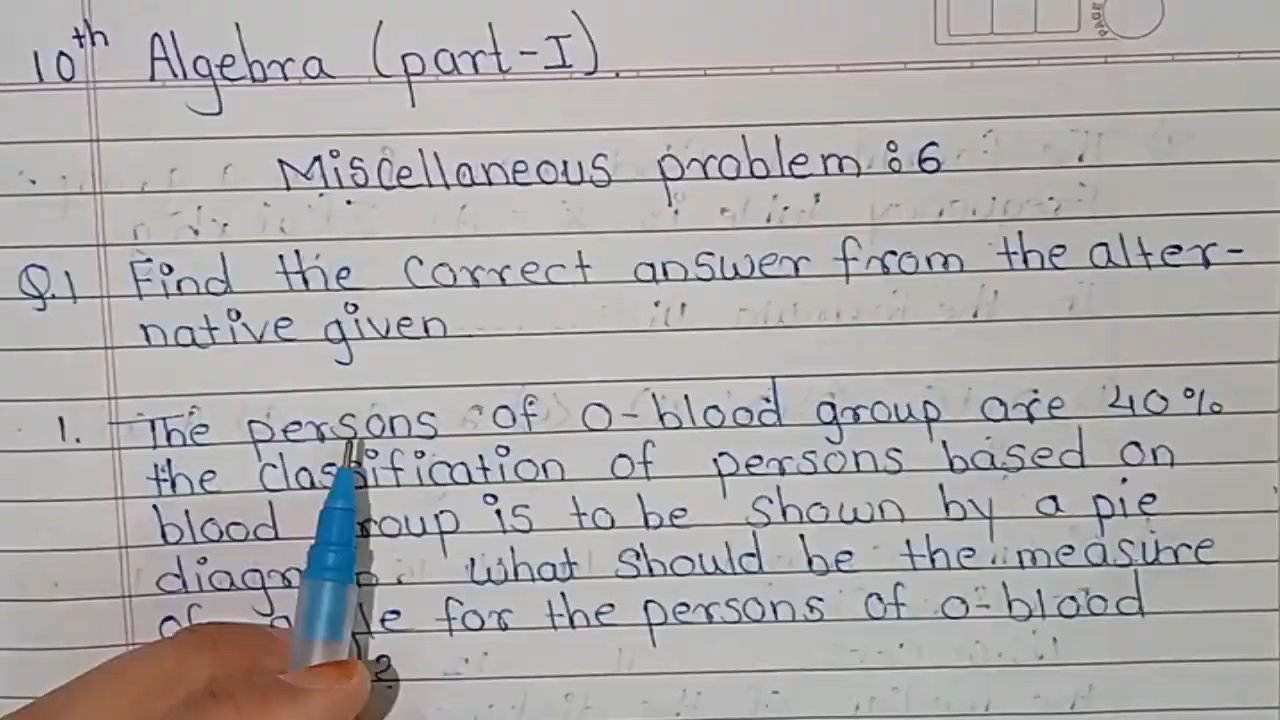 10th Algebra (part-I).
Miscellaneous problem : 6
Q.1 Find the correct answer from the alter-
native given
1. The persons of O-blood group are 40%
the classification of persons based on
blood roup is to be shown by a pie
diagr what should be the measure
for the persons of O-blood
?